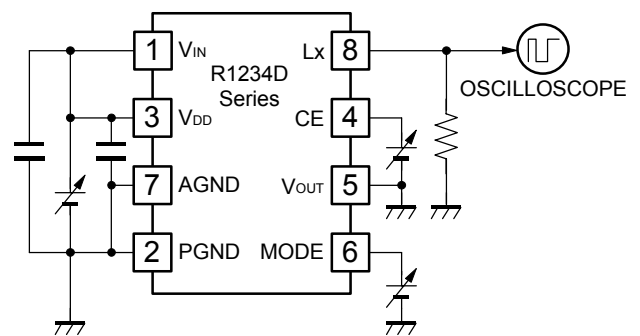 1 VIN
R1234D
Series
Lx 8
OSCILLOSCOPE
3 VDD
CE 4
7 AGND
VOUT 5
2 PGND
MODE 6